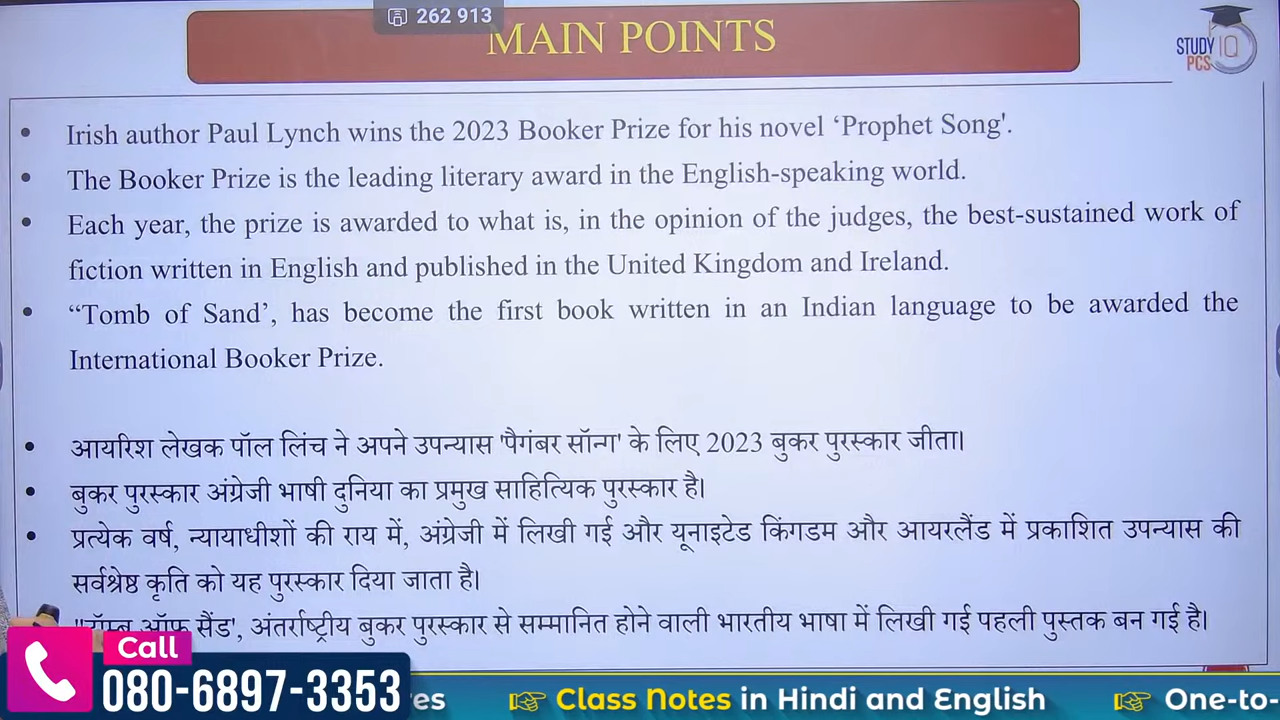 262 913
MAIN POINTS
STUDY IQ
PCS
• Irish author Paul Lynch wins the 2023 Booker Prize for his novel ‘Prophet Song'.
• The Booker Prize is the leading literary award in the English-speaking world.
• Each year, the prize is awarded to what is, in the opinion of the judges, the best-sustained work of
fiction written in English and published in the United Kingdom and Ireland.
• “Tomb of Sand’, has become the first book written in an Indian language to be awarded the
International Booker Prize.
• आयरिश लेखक पॉल लिंच ने अपने उपन्यास 'पैगंबर सॉन्ग' के लिए 2023 बुकर पुरस्कार जीता।
• बुकर पुरस्कार अंग्रेजी भाषी दुनिया का प्रमुख साहित्यिक पुरस्कार है।
• प्रत्येक वर्ष, न्यायाधीशों की राय में, अंग्रेजी में लिखी गई और यूनाइटेड किंगडम और आयरलैंड में प्रकाशित उपन्यास की
सर्वश्रेष्ठ कृति को यह पुरस्कार दिया जाता है।
"टॉम्ब ऑफ सैंड', अंतर्राष्ट्रीय बुकर पुरस्कार से सम्मानित होने वाली भारतीय भाषा में लिखी गई पहली पुस्तक बन गई है।
Call
080-6897-3353
res Class Notes in Hindi and English One-to-